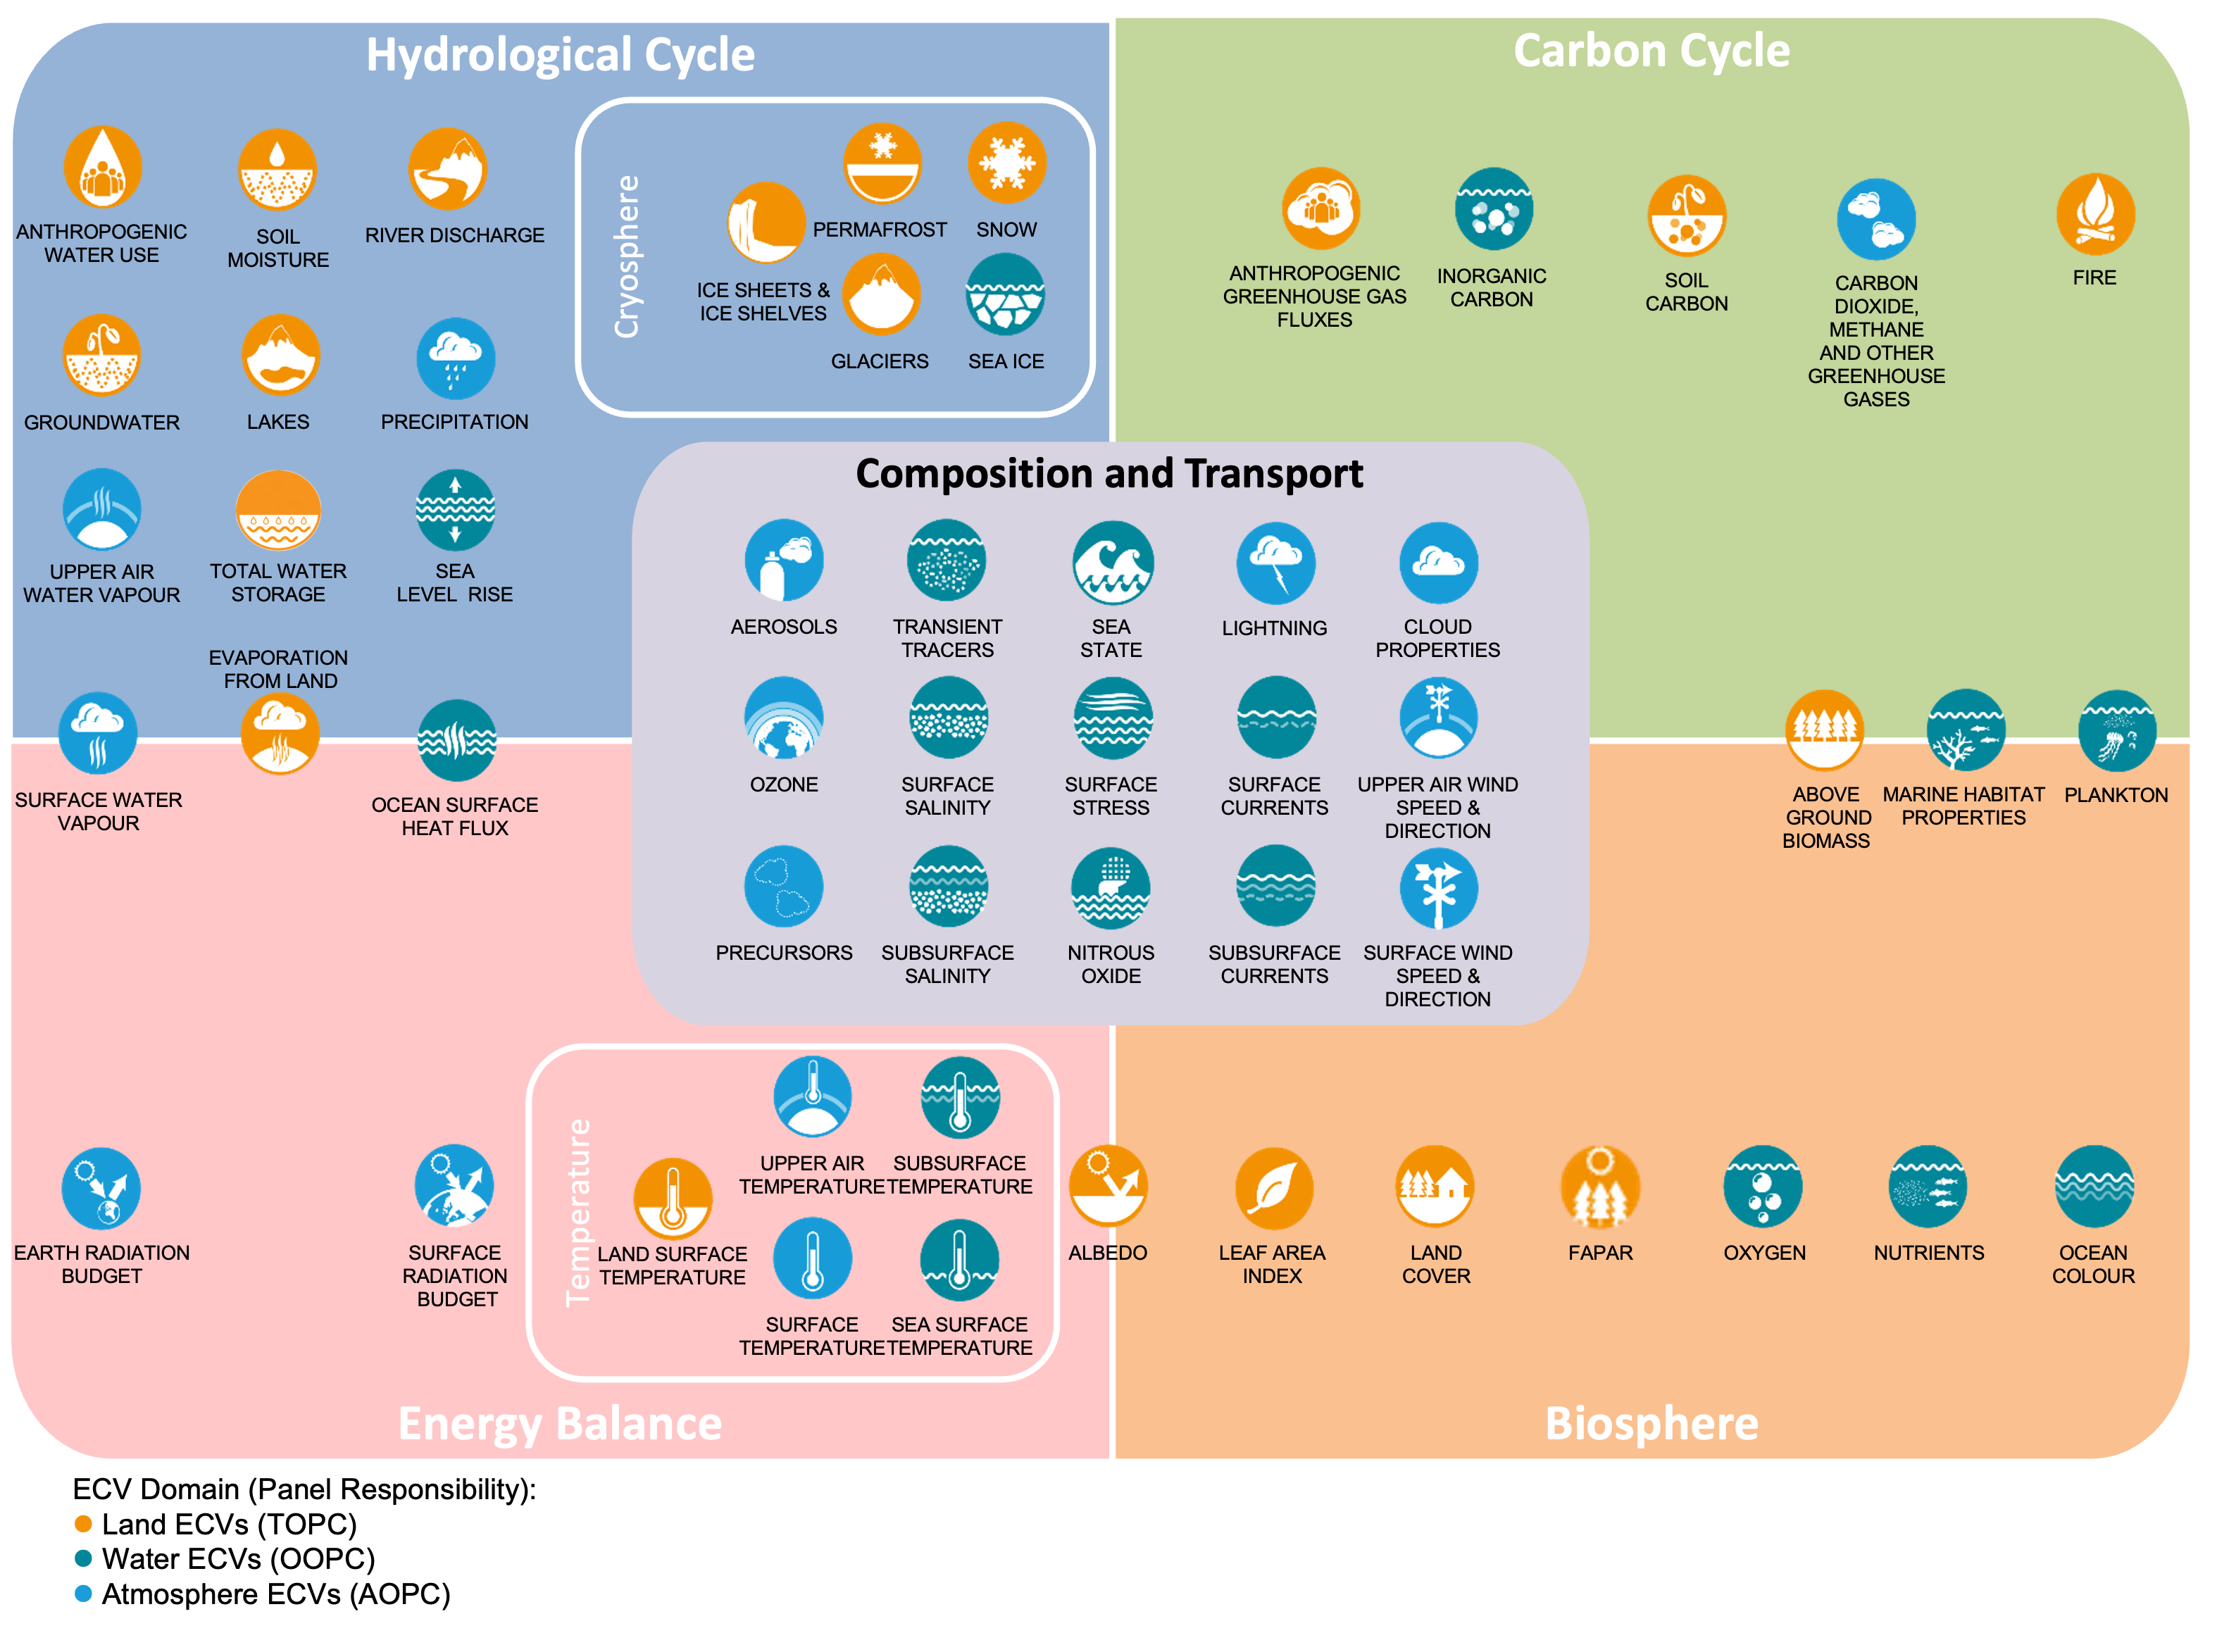 Hydrological Cycle
Carbon Cycle
ANTHROPOGENIC
WATER USE
SOIL
MOISTURE
RIVER DISCHARGE
Cryosphere
ICE SHEETS &
ICE SHELVES
PERMAFROST
SNOW
GLACIERS
SEA ICE
ANTHROPOGENIC
GREENHOUSE GAS
FLUXES
INORGANIC
CARBON
SOIL
CARBON
CARBON
DIOXIDE,
METHANE
AND OTHER
GREENHOUSE
GASES
FIRE
GROUNDWATER
LAKES
PRECIPITATION
UPPER AIR
WATER VAPOUR
TOTAL WATER
STORAGE
SEA
LEVEL RISE
EVAPORATION
FROM LAND
SURFACE WATER
VAPOUR
OCEAN SURFACE
HEAT FLUX
Composition and Transport
AEROSOLS
TRANSIENT
TRACERS
SEA
STATE
LIGHTNING
CLOUD
PROPERTIES
OZONE
SURFACE
SALINITY
SURFACE
STRESS
SURFACE
CURRENTS
UPPER AIR WIND
SPEED &
DIRECTION
PRECURSORS
SUBSURFACE
SALINITY
NITROUS
OXIDE
SUBSURFACE
CURRENTS
SURFACE WIND
SPEED &
DIRECTION
ABOVE
GROUND
BIOMASS
MARINE HABITAT
PROPERTIES
PLANKTON
EARTH RADIATION
BUDGET
SURFACE
RADIATION
BUDGET
Temperature
LAND SURFACE
TEMPERATURE
UPPER AIR
TEMPERATURE
SUBSURFACE
TEMPERATURE
SURFACE
TEMPERATURE
SEA SURFACE
TEMPERATURE
ALBEDO
LEAF AREA
INDEX
LAND
COVER
FAPAR
OXYGEN
NUTRIENTS
OCEAN
COLOUR
Energy Balance
Biosphere
ECV Domain (Panel Responsibility):
Land ECVs (TOPC)
Water ECVs (OOPC)
Atmosphere ECVs (AOPC)